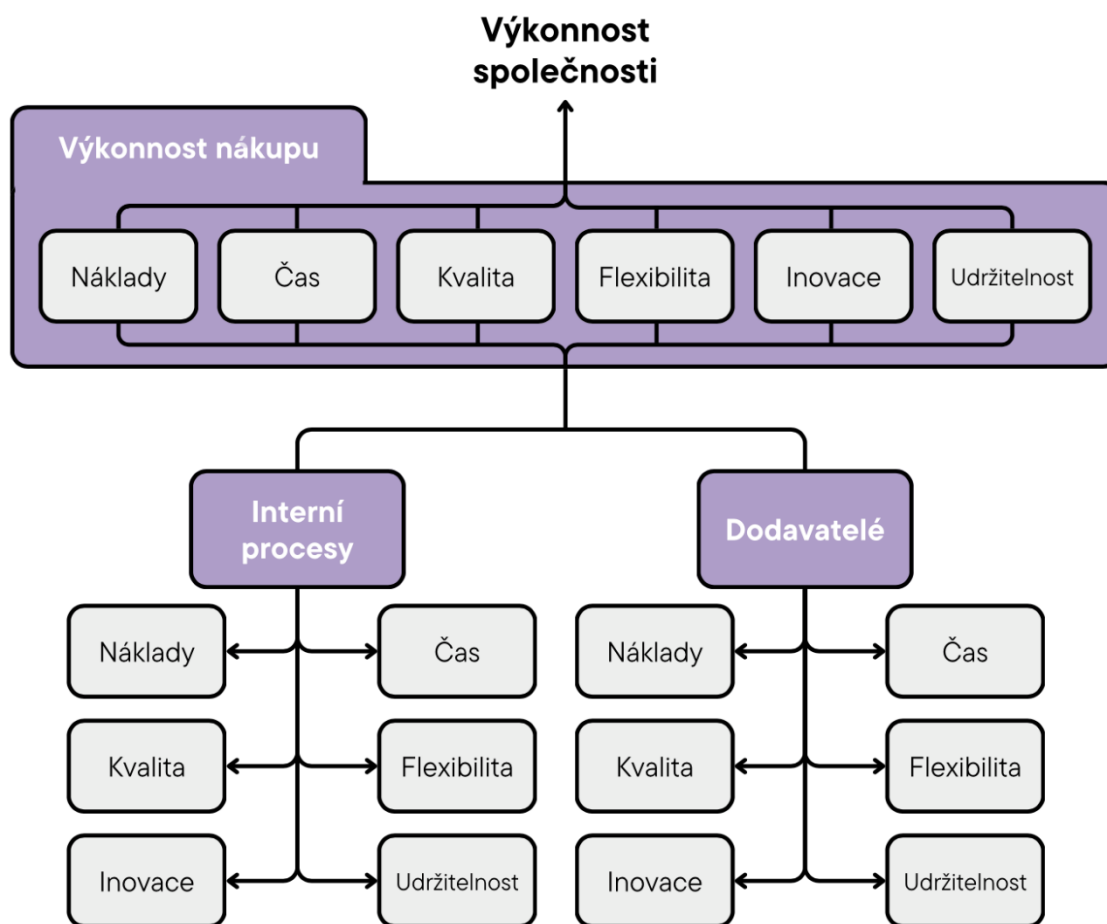 Výkonnost
společnosti
Výkonnost nákupu
Náklady
Čas
Kvalita
Flexibilita
Inovace
Udržitelnost
Interní
procesy
Dodavatelé
Náklady
Čas
Náklady
Čas
Kvalita
Flexibilita
Kvalita
Flexibilita
Inovace
Udržitelnost
Inovace
Udržitelnost